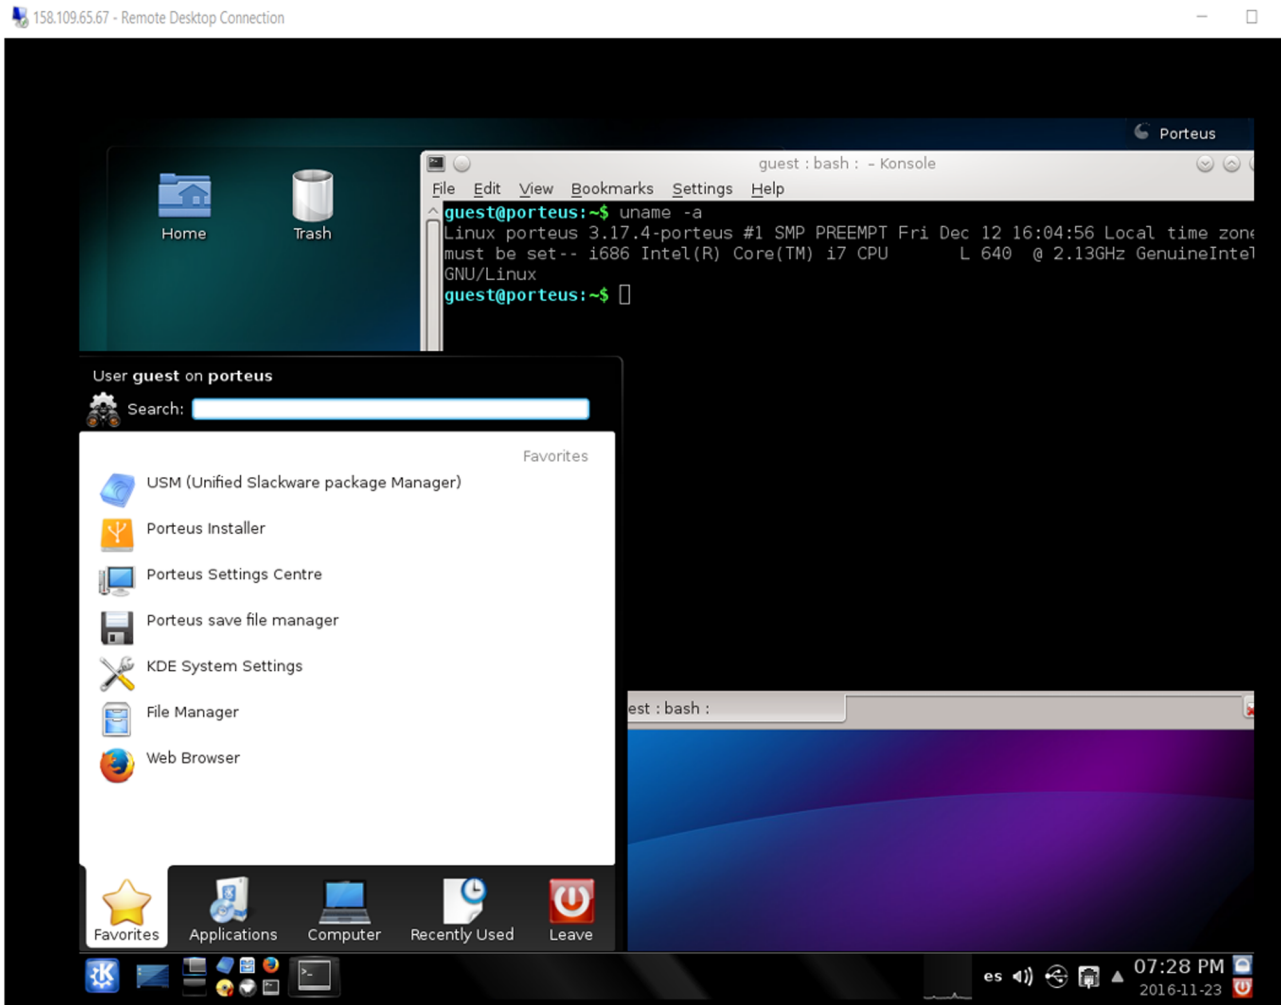 158.109.65.67 - Remote Desktop Connection
Porteus
guest : bash : – Konsole
File Edit View Bookmarks Settings Help
Home
Trash
guest@porteus:~$ uname -a
Linux porteus 3.17.4-porteus #1 SMP PREEMPT Fri Dec 12 16:04:56 Local time zone
must be set-- i686 Intel(R) Core(TM) i7 CPU L 640 @ 2.13GHz GenuineIntel
GNU/Linux
guest@porteus:~$
User guest on porteus
Search:
Favorites
USM (Unified Slackware package Manager)
Porteus Installer
Porteus Settings Centre
Porteus save file manager
KDE System Settings
File Manager
Web Browser
est : bash :
Favorites Applications Computer Recently Used Leave
es
07:28 PM
2016-11-23